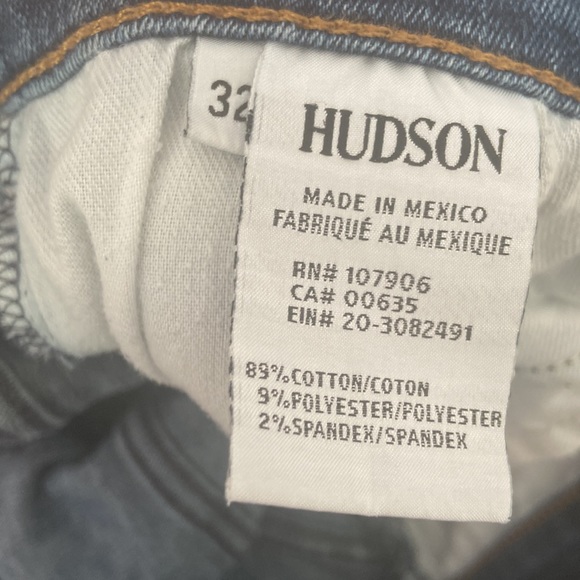 32
HUDSON
MADE IN MEXICO
FABRIQUÉ AU MEXIQUE
RN# 107906
CA# 00635
EIN# 20-3082491
89%COTTON/COTON
9%POLYESTER/POLYESTER
2%SPANDEX/SPANDEX